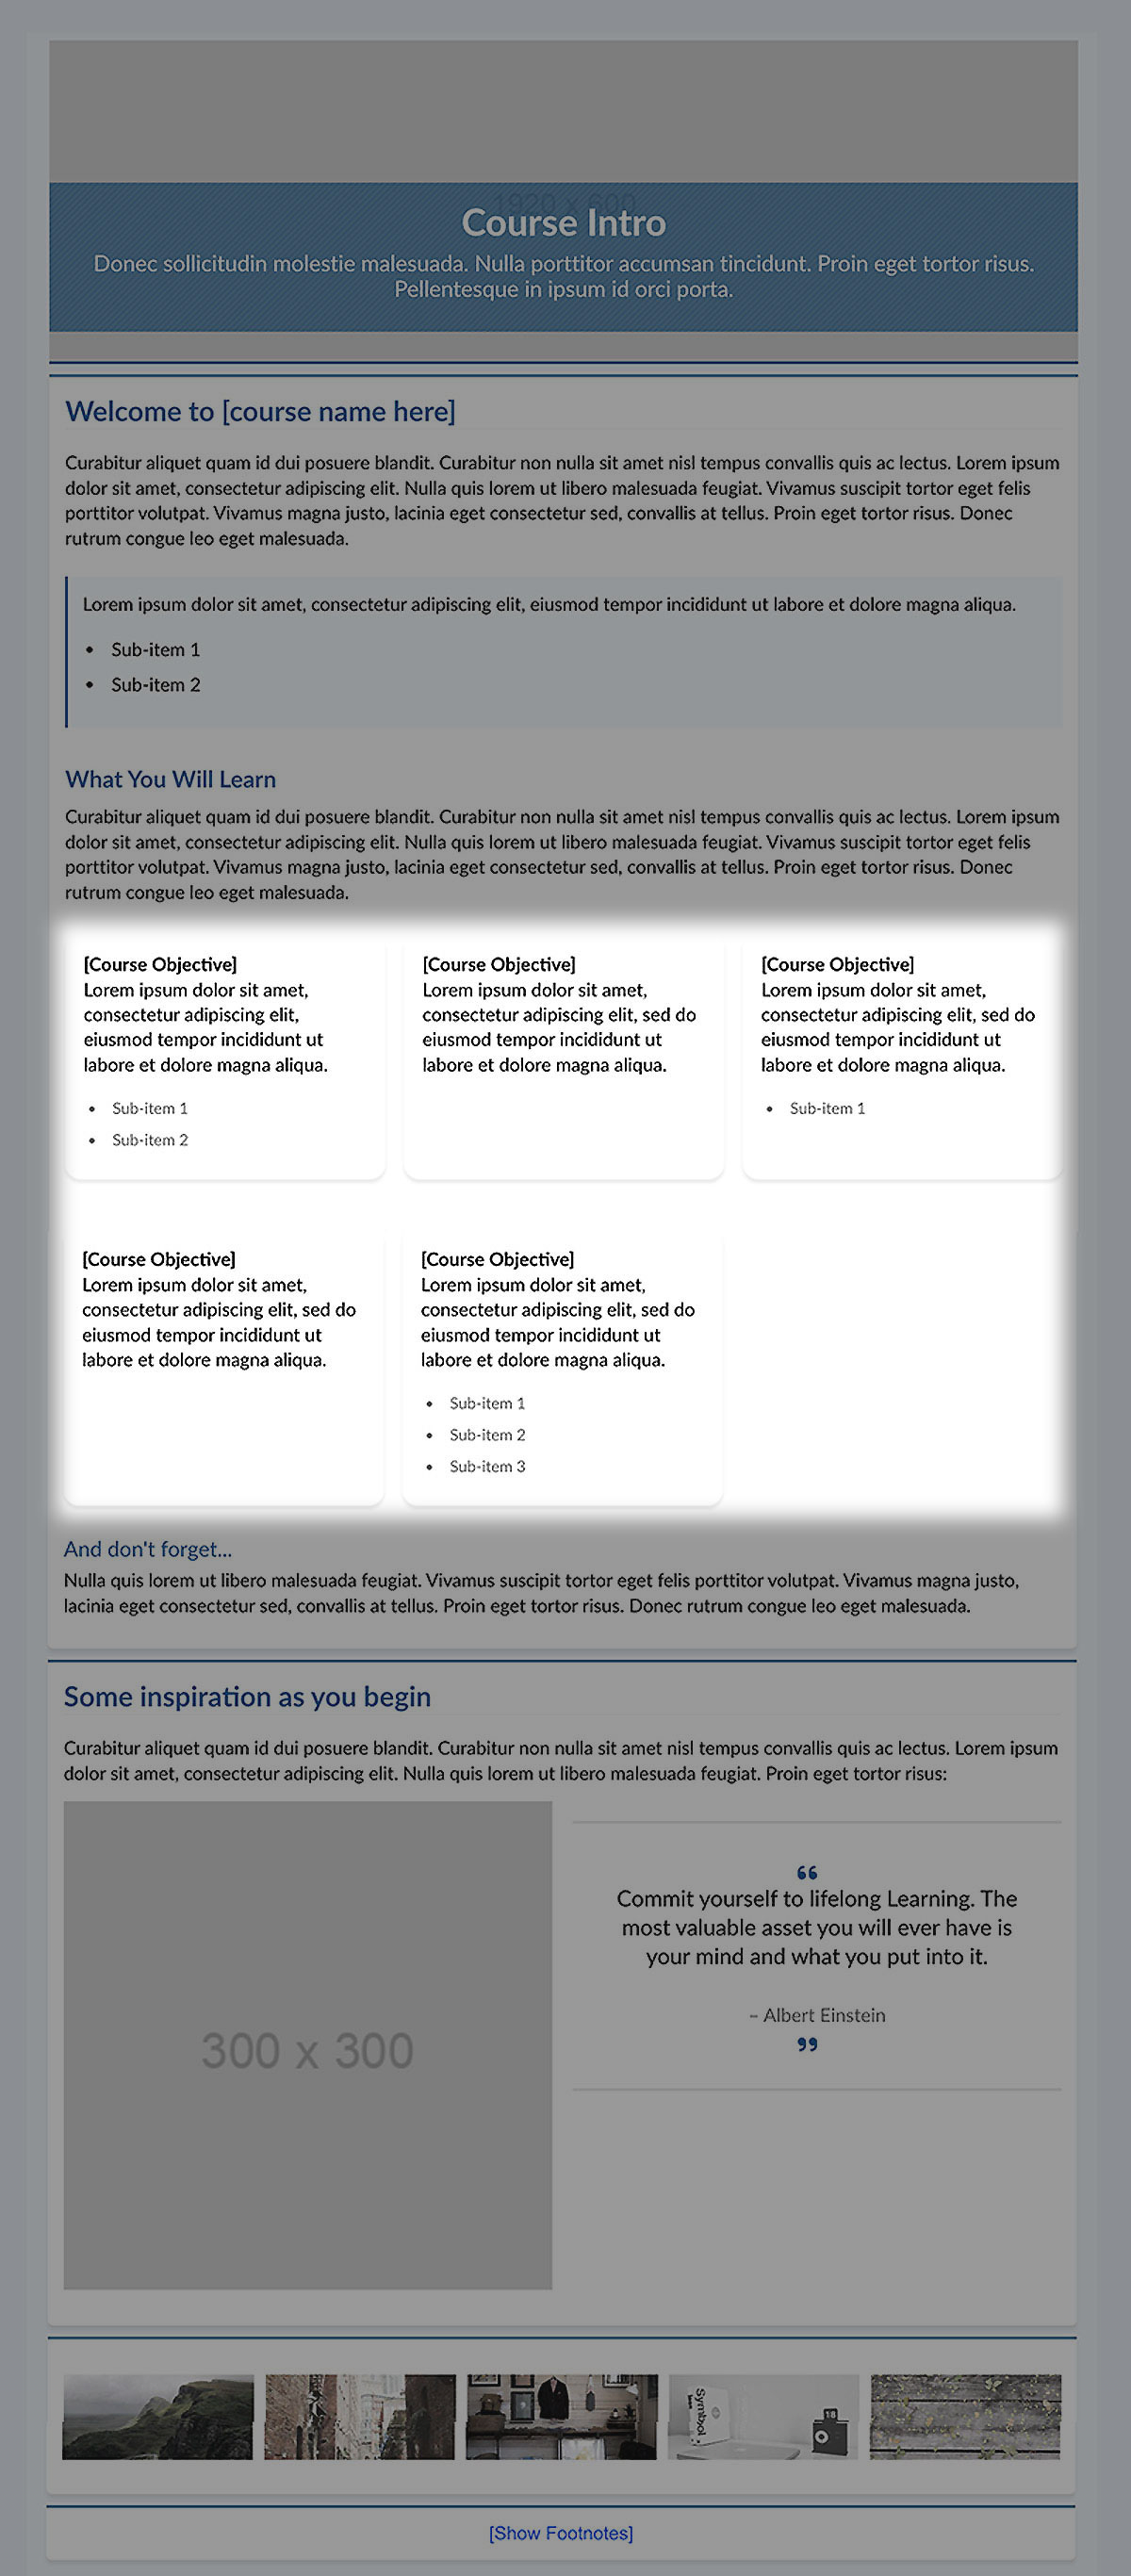 1920 x 600
Course Intro
Donec sollicitudin molestie malesuada. Nulla porttitor accumsan tincidunt. Proin eget tortor risus.
Pellentesque in ipsum id orci porta.
Welcome to [course name here]
Curabitur aliquet quam id dui posuere blandit. Curabitur non nulla sit amet nisl tempus convallis quis ac lectus. Lorem ipsum
dolor sit amet, consectetur adipiscing elit. Nulla quis lorem ut libero malesuada feugiat. Vivamus suscipit tortor eget felis
porttitor volutpat. Vivamus magna justo, lacinia eget consectetur sed, convallis at tellus. Proin eget tortor risus. Donec
rutrum congue leo eget malesuada.
Lorem ipsum dolor sit amet, consectetur adipiscing elit, eiusmod tempor incididunt ut labore et dolore magna aliqua.
• Sub-item 1
• Sub-item 2
What You Will Learn
Curabitur aliquet quam id dui posuere blandit. Curabitur non nulla sit amet nisl tempus convallis quis ac lectus. Lorem ipsum
dolor sit amet, consectetur adipiscing elit. Nulla quis lorem ut libero malesuada feugiat. Vivamus suscipit tortor eget felis
porttitor volutpat. Vivamus magna justo, lacinia eget consectetur sed, convallis at tellus. Proin eget tortor risus. Donec
rutrum congue leo eget malesuada.
[Course Objective]
Lorem ipsum dolor sit amet,
consectetur adipiscing elit,
eiusmod tempor incididunt ut
labore et dolore magna aliqua.
• Sub-item 1
• Sub-item 2
[Course Objective]
Lorem ipsum dolor sit amet,
consectetur adipiscing elit, sed do
eiusmod tempor incididunt ut
labore et dolore magna aliqua.
[Course Objective]
Lorem ipsum dolor sit amet,
consectetur adipiscing elit, sed do
eiusmod tempor incididunt ut
labore et dolore magna aliqua.
• Sub-item 1
[Course Objective]
Lorem ipsum dolor sit amet,
consectetur adipiscing elit, sed do
eiusmod tempor incididunt ut
labore et dolore magna aliqua.
[Course Objective]
Lorem ipsum dolor sit amet,
consectetur adipiscing elit, sed do
eiusmod tempor incididunt ut
labore et dolore magna aliqua.
• Sub-item 1
• Sub-item 2
• Sub-item 3
And don't forget...
Nulla quis lorem ut libero malesuada feugiat. Vivamus suscipit tortor eget felis porttitor volutpat. Vivamus magna justo,
lacinia eget consectetur sed, convallis at tellus. Proin eget tortor risus. Donec rutrum congue leo eget malesuada.
Some inspiration as you begin
Curabitur aliquet quam id dui posuere blandit. Curabitur non nulla sit amet nisl tempus convallis quis ac lectus. Lorem ipsum
dolor sit amet, consectetur adipiscing elit. Nulla quis lorem ut libero malesuada feugiat. Proin eget tortor risus:
300 x 300
“
Commit yourself to lifelong Learning. The
most valuable asset you will ever have is
your mind and what you put into it.
– Albert Einstein
”
Symbol
18
[Show Footnotes]